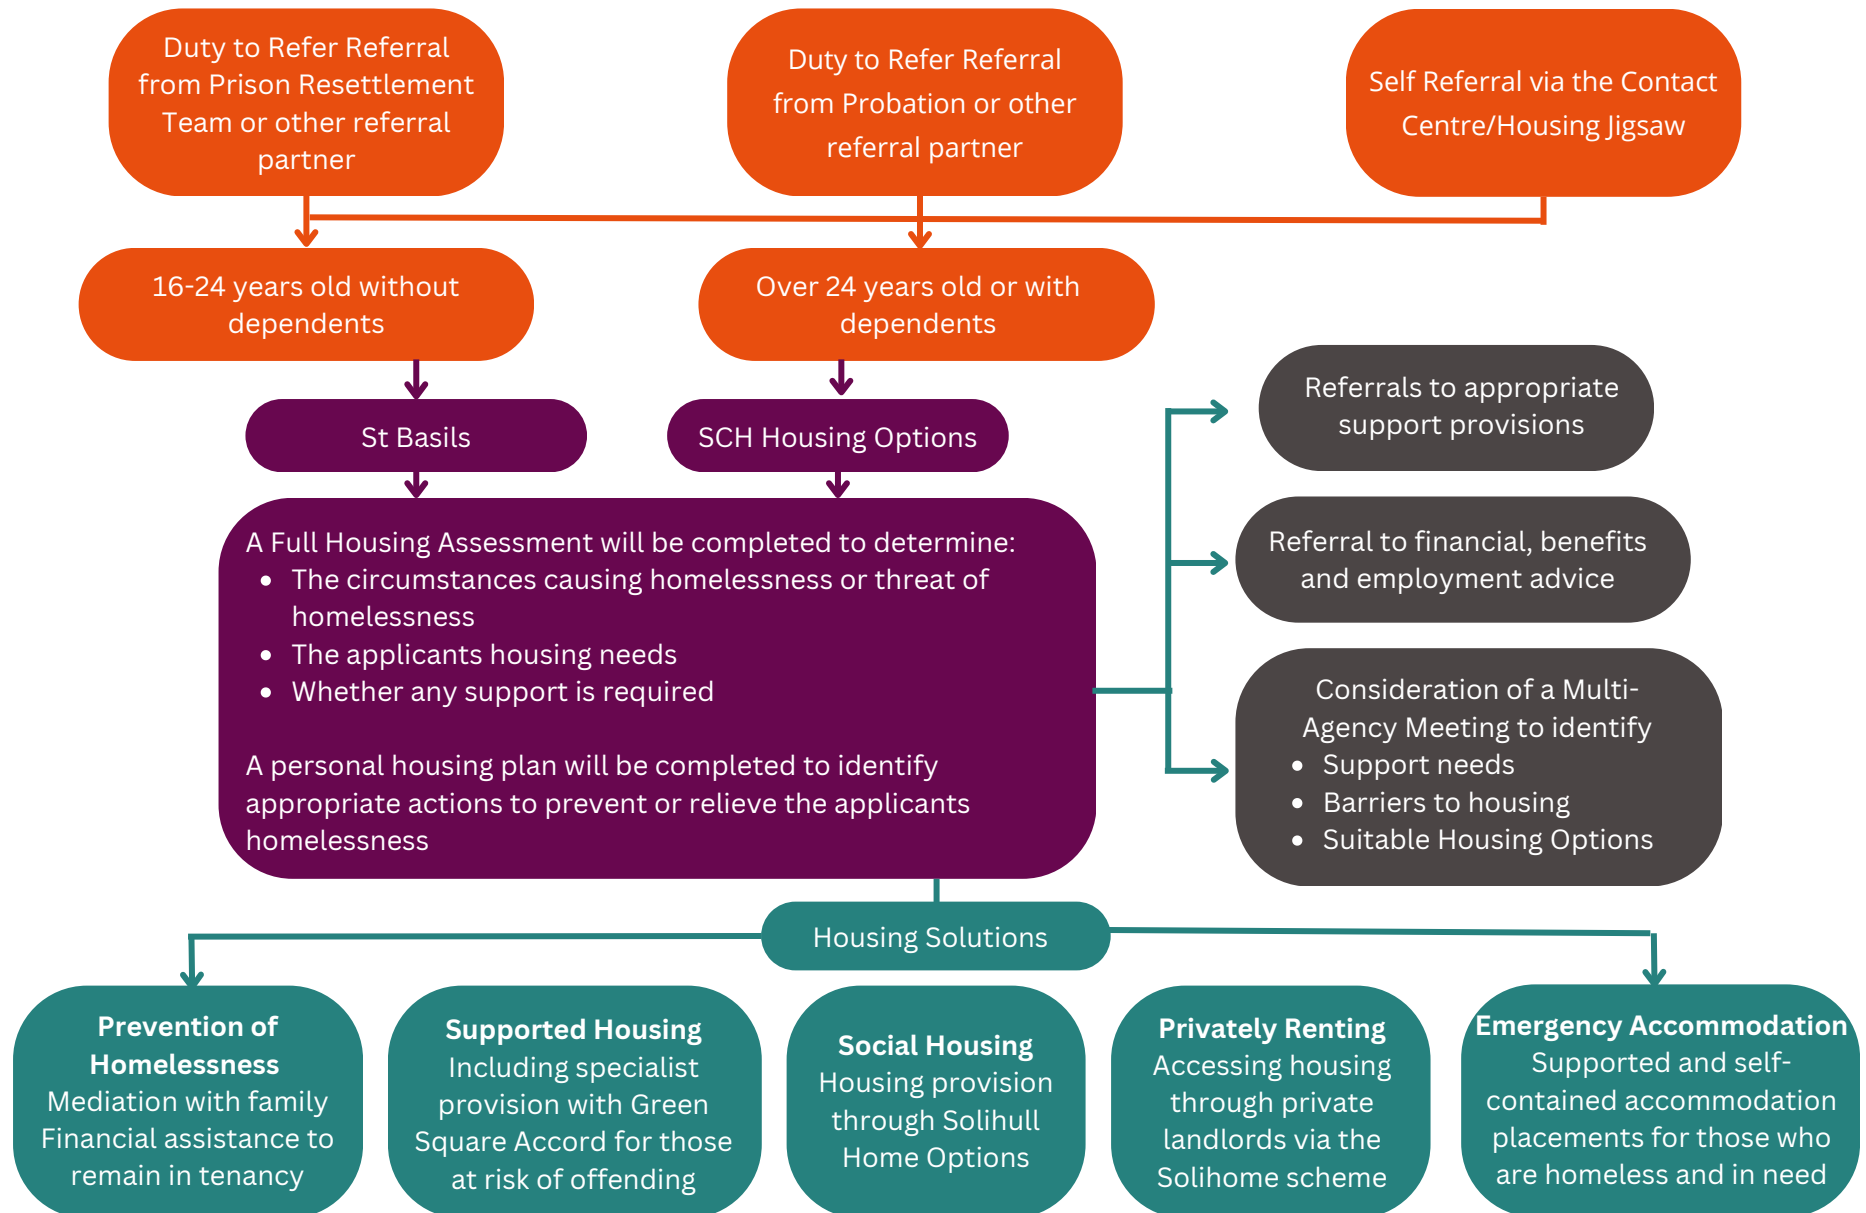 Duty to Refer Referral
from Prison Resettlement
Team or other referral
partner
Duty to Refer Referral
from Probation or other
referral partner
Self Referral via the Contact
Centre/Housing Jigsaw
16-24 years old without
dependents
Over 24 years old or with
dependents
St Basils
SCH Housing Options
A Full Housing Assessment will be completed to determine:
• The circumstances causing homelessness or threat of
homelessness
• The applicants housing needs
• Whether any support is required
A personal housing plan will be completed to identify
appropriate actions to prevent or relieve the applicants
homelessness
Referrals to appropriate
support provisions
Referral to financial, benefits
and employment advice
Consideration of a Multi-
Agency Meeting to identify
• Support needs
• Barriers to housing
• Suitable Housing Options
Housing Solutions
Prevention of
Homelessness
Mediation with family
Financial assistance to
remain in tenancy
Supported Housing
Including specialist
provision with Green
Square Accord for those
at risk of offending
Social Housing
Housing provision
through Solihull
Home Options
Privately Renting
Accessing housing
through private
landlords via the
Solihome scheme
Emergency Accommodation
Supported and self-
contained accommodation
placements for those who
are homeless and in need